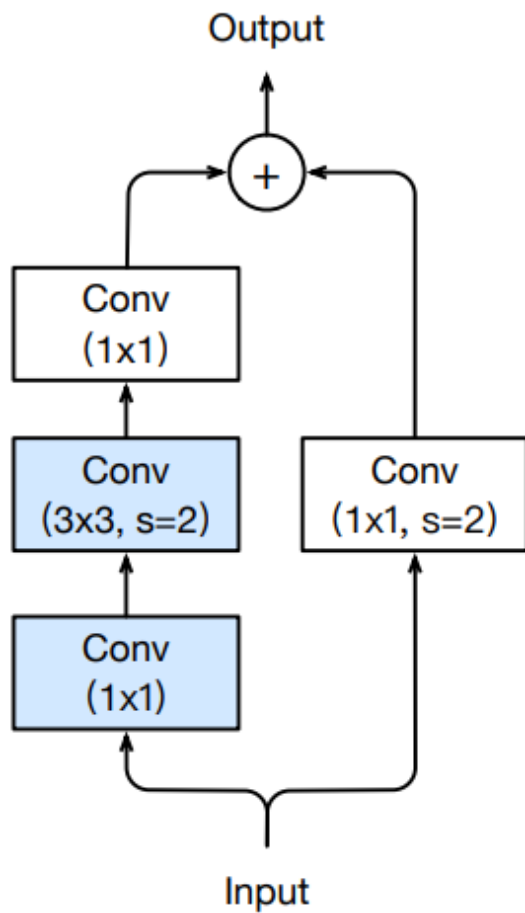 Output
+
Conv
(1x1)
Conv
(3x3, s=2)
Conv
(1x1, s=2)
Conv
(1x1)
Input